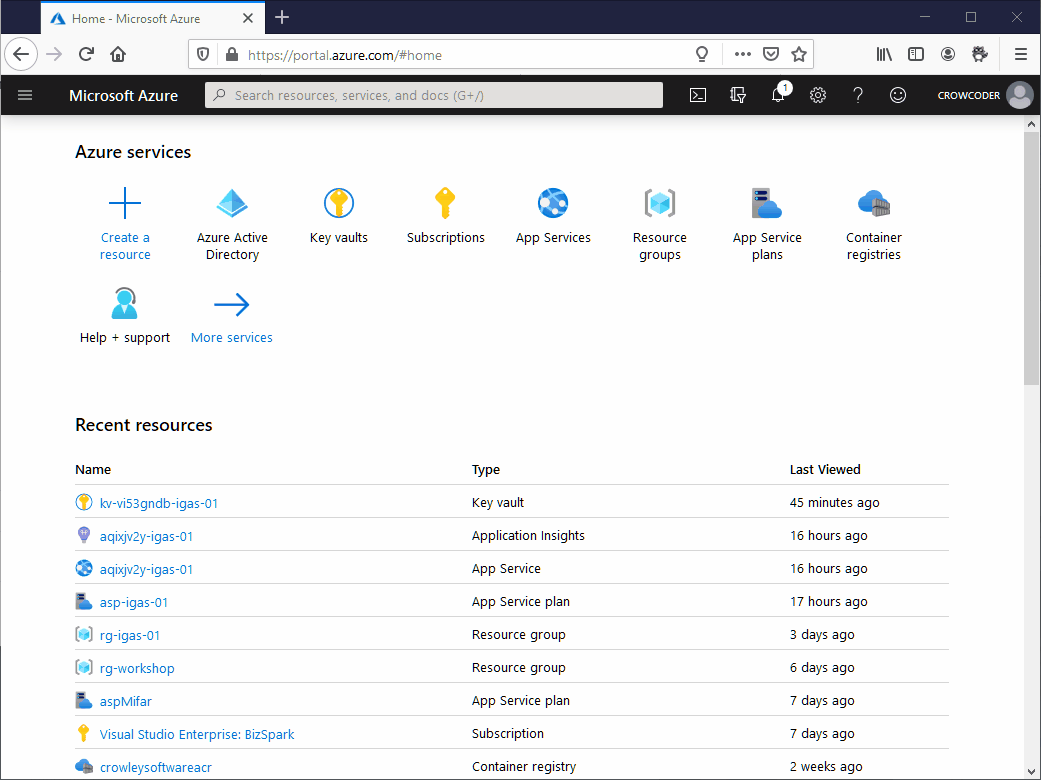 Home - Microsoft Azure
https://portal.azure.com/#home
Microsoft Azure
Search resources, services, and docs (G+/)
1
CROWCODER
Azure services
Create a
resource
Azure Active
Directory
Key vaults
Subscriptions
App Services
Resource
groups
App Service
plans
Container
registries
Help + support
More services
Recent resources
Name Type Last Viewed
kv-vi53gndb-igas-01 Key vault 45 minutes ago
aqixjv2y-igas-01 Application Insights 16 hours ago
aqixjv2y-igas-01 App Service 16 hours ago
asp-igas-01 App Service plan 17 hours ago
rg-igas-01 Resource group 3 days ago
rg-workshop Resource group 6 days ago
aspMifar App Service plan 7 days ago
Visual Studio Enterprise: BizSpark Subscription 7 days ago
crowleysoftwareacr Container registry 2 weeks ago